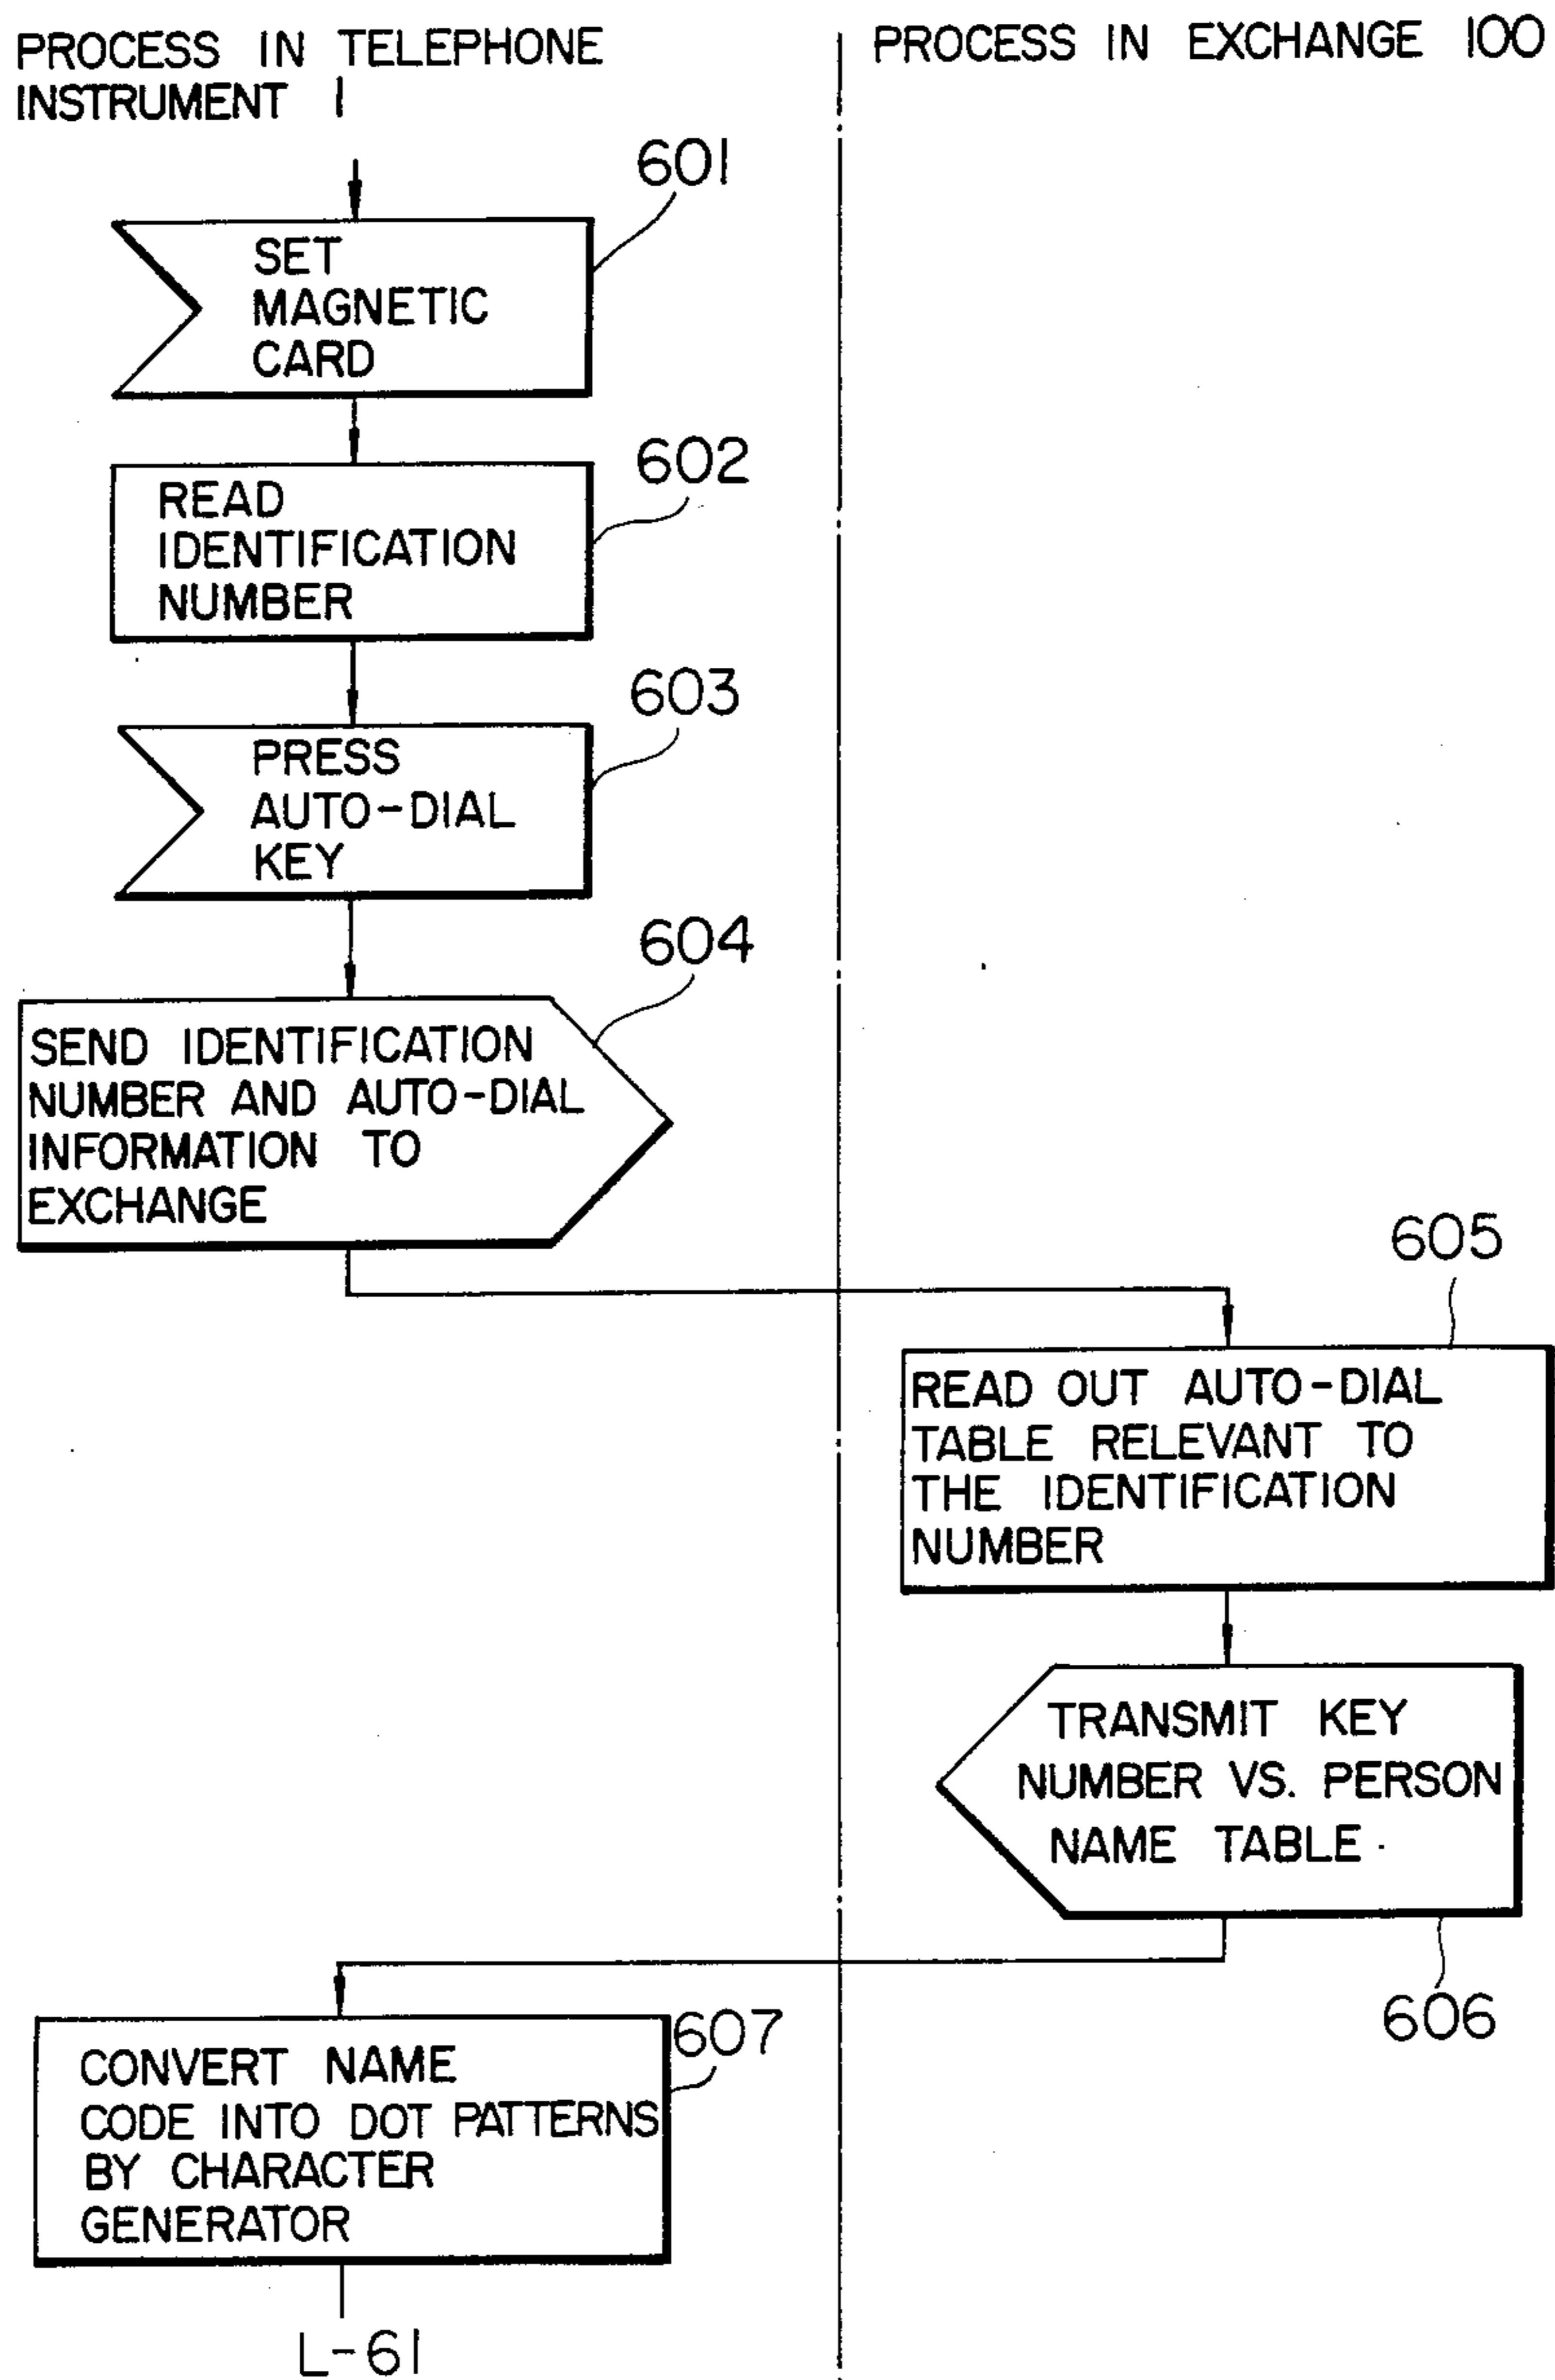 PROCESS IN TELEPHONE
INSTRUMENT 1
PROCESS IN EXCHANGE 100
601
SET
MAGNETIC
CARD
602
READ
IDENTIFICATION
NUMBER
603
PRESS
AUTO-DIAL
KEY
604
SEND IDENTIFICATION
NUMBER AND AUTO-DIAL
INFORMATION TO
EXCHANGE
605
READ OUT AUTO-DIAL
TABLE RELEVANT TO
THE IDENTIFICATION
NUMBER
TRANSMIT KEY
NUMBER VS. PERSON
NAME TABLE
606
607
CONVERT NAME
CODE INTO DOT PATTERNS
BY CHARACTER
GENERATOR
L-61